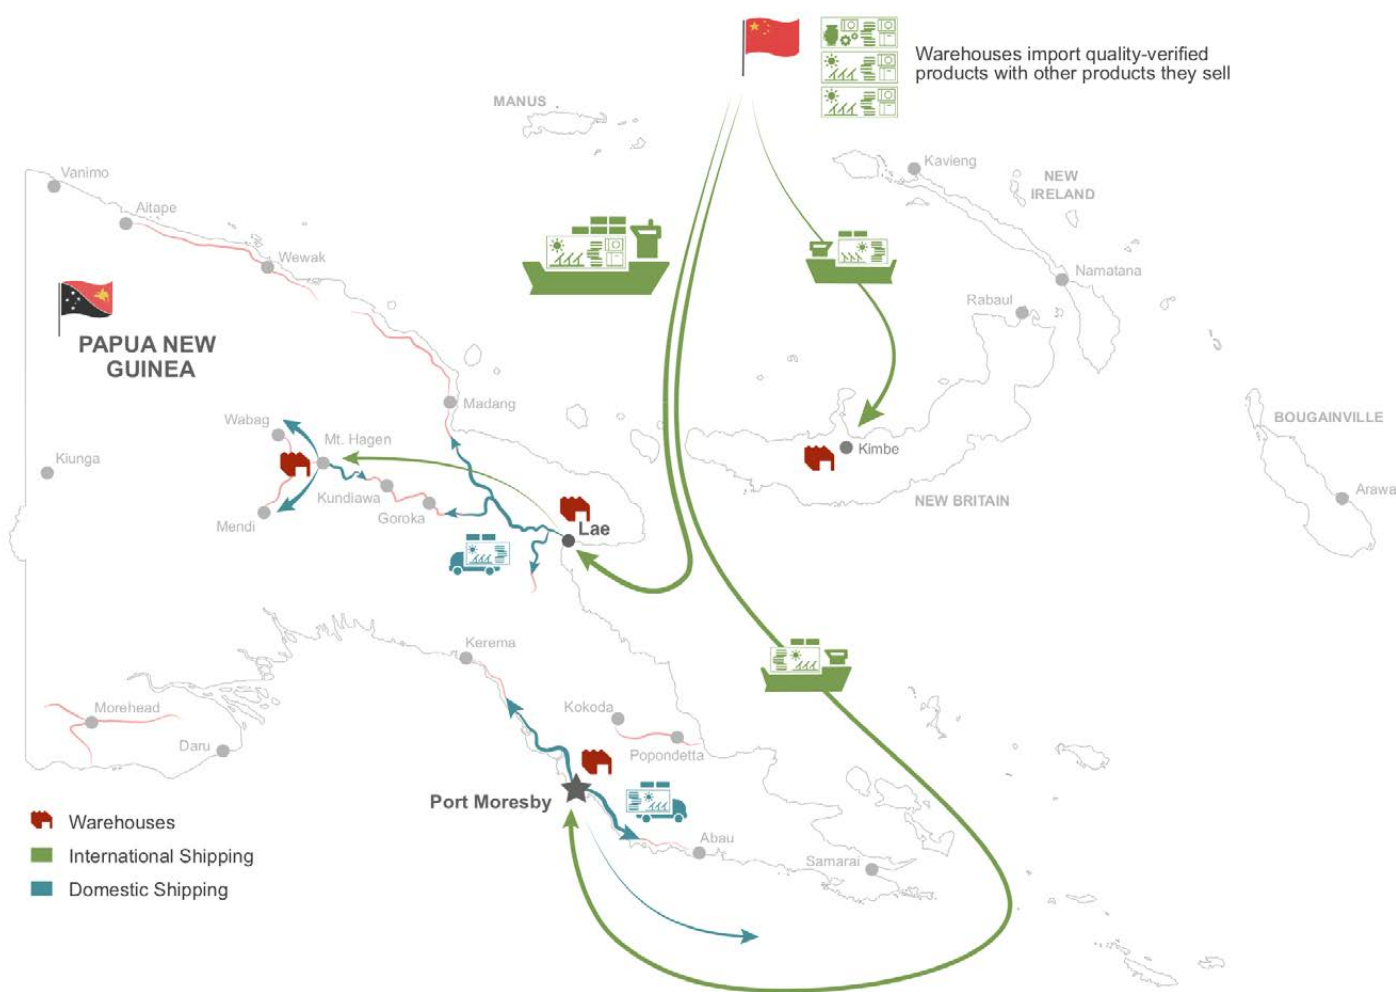 Warehouses import quality-verified
products with other products they sell
MANUS
Kavieng
NEW
IRELAND
Vanimo
Aitape
Wewak
Namatana
Rabaul
PAPUA NEW
GUINEA
Madang
Wabag
Mt. Hagen
BOUGAINVILLE
Kiunga
Kimbe
Kundiawa
Goroka
Mendi
NEW BRITAIN
Arawa
Lae
Kerema
Morehead
Kokoda
Daru
Popondetta
Port Moresby
Abau
Samarai
Warehouses
International Shipping
Domestic Shipping